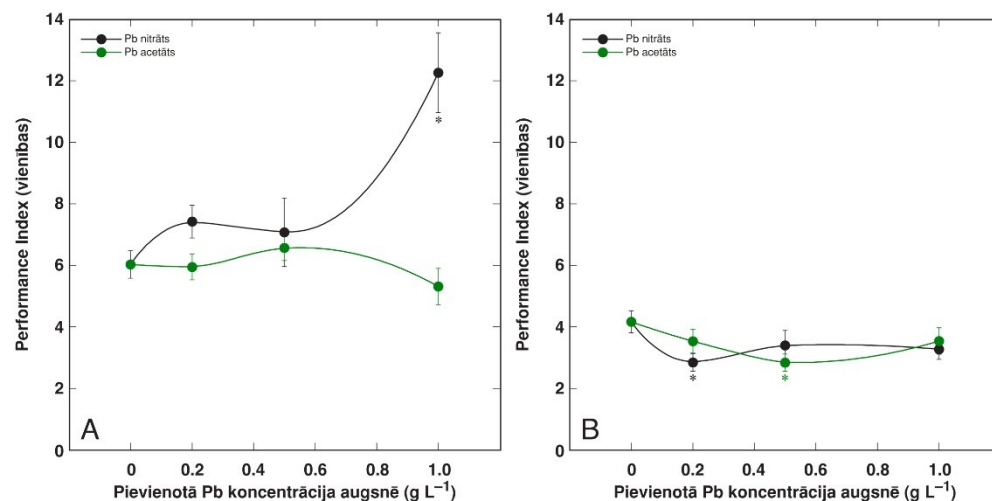 14
12
10
8
6
4
2
0
Performance Index (vienības)
Pb nitrāts
Pb acetāts
*
A
0 0.2 0.4 0.6 0.8 1.0
Pievienotā Pb koncentrācija augsnē (g L⁻¹)
14
12
10
8
6
4
2
0
Performance Index (vienības)
Pb nitrāts
Pb acetāts
* *
B
0 0.2 0.4 0.6 0.8 1.0
Pievienotā Pb koncentrācija augsnē (g L⁻¹)